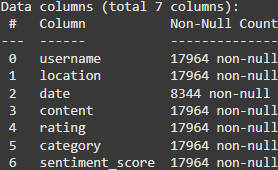 Data columns (total 7 columns):
 #   Column           Non-Null Count
---  ------           --------------
 0   username         17964 non-null
 1   location         17964 non-null
 2   date             8344 non-null
 3   content          17964 non-null
 4   rating           17964 non-null
 5   category         17964 non-null
 6   sentiment_score  17964 non-null